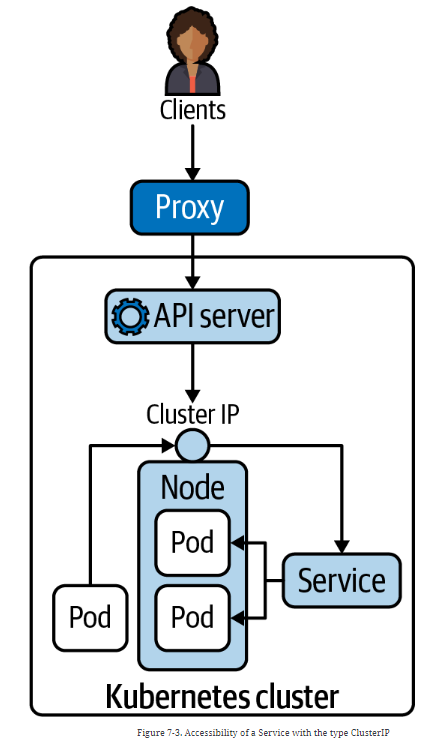 Clients
Proxy
API server
Cluster IP
Node
Pod
Service
Pod
Pod
Kubernetes cluster
Figure 7-3. Accessibility of a Service with the type ClusterIP